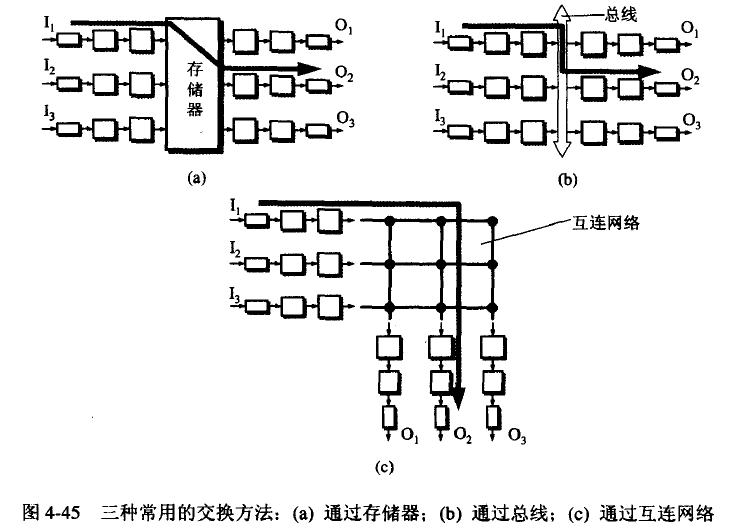 I₁ O₁
I₂ 存储器 O₂
I₃ O₃
(a)
总线
I₁ O₁
I₂ O₂
I₃ O₃
(b)
I₁
互连网络
I₂
I₃
O₁ O₂ O₃
(c)
图 4-45 三种常用的交换方法：(a) 通过存储器；(b) 通过总线；(c) 通过互连网络